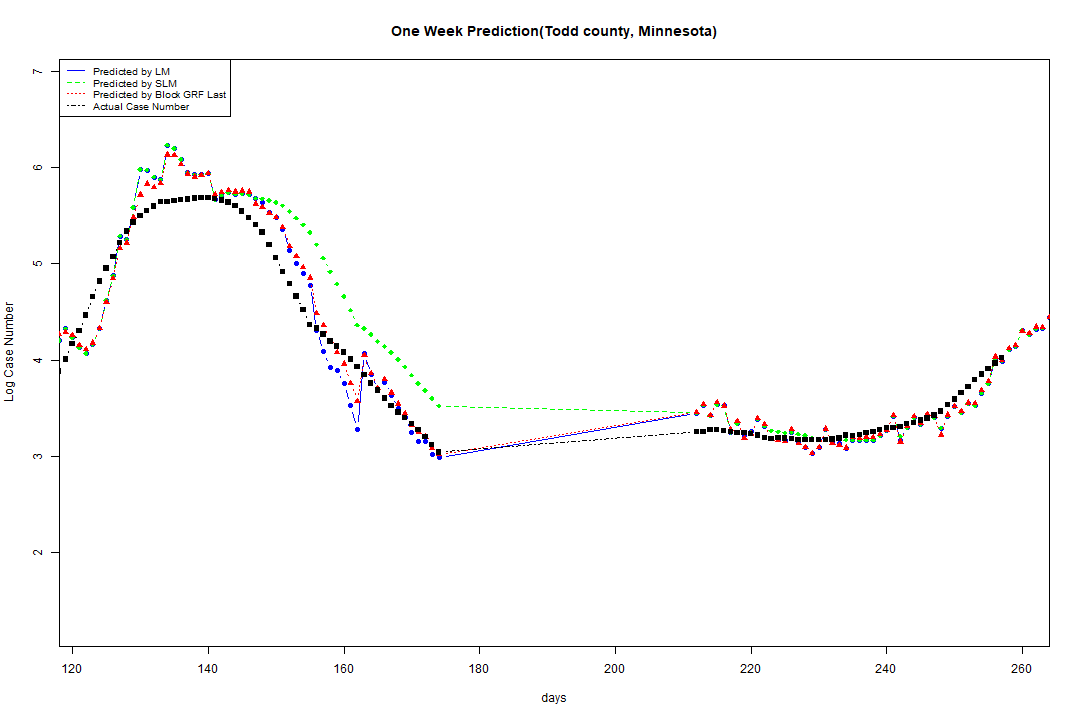 One Week Prediction(Todd county, Minnesota)
Predicted by LM
Predicted by SLM
Predicted by Block GRF Last
Actual Case Number
Log Case Number
7
6
5
4
3
2
120 140 160 180 200 220 240 260
days